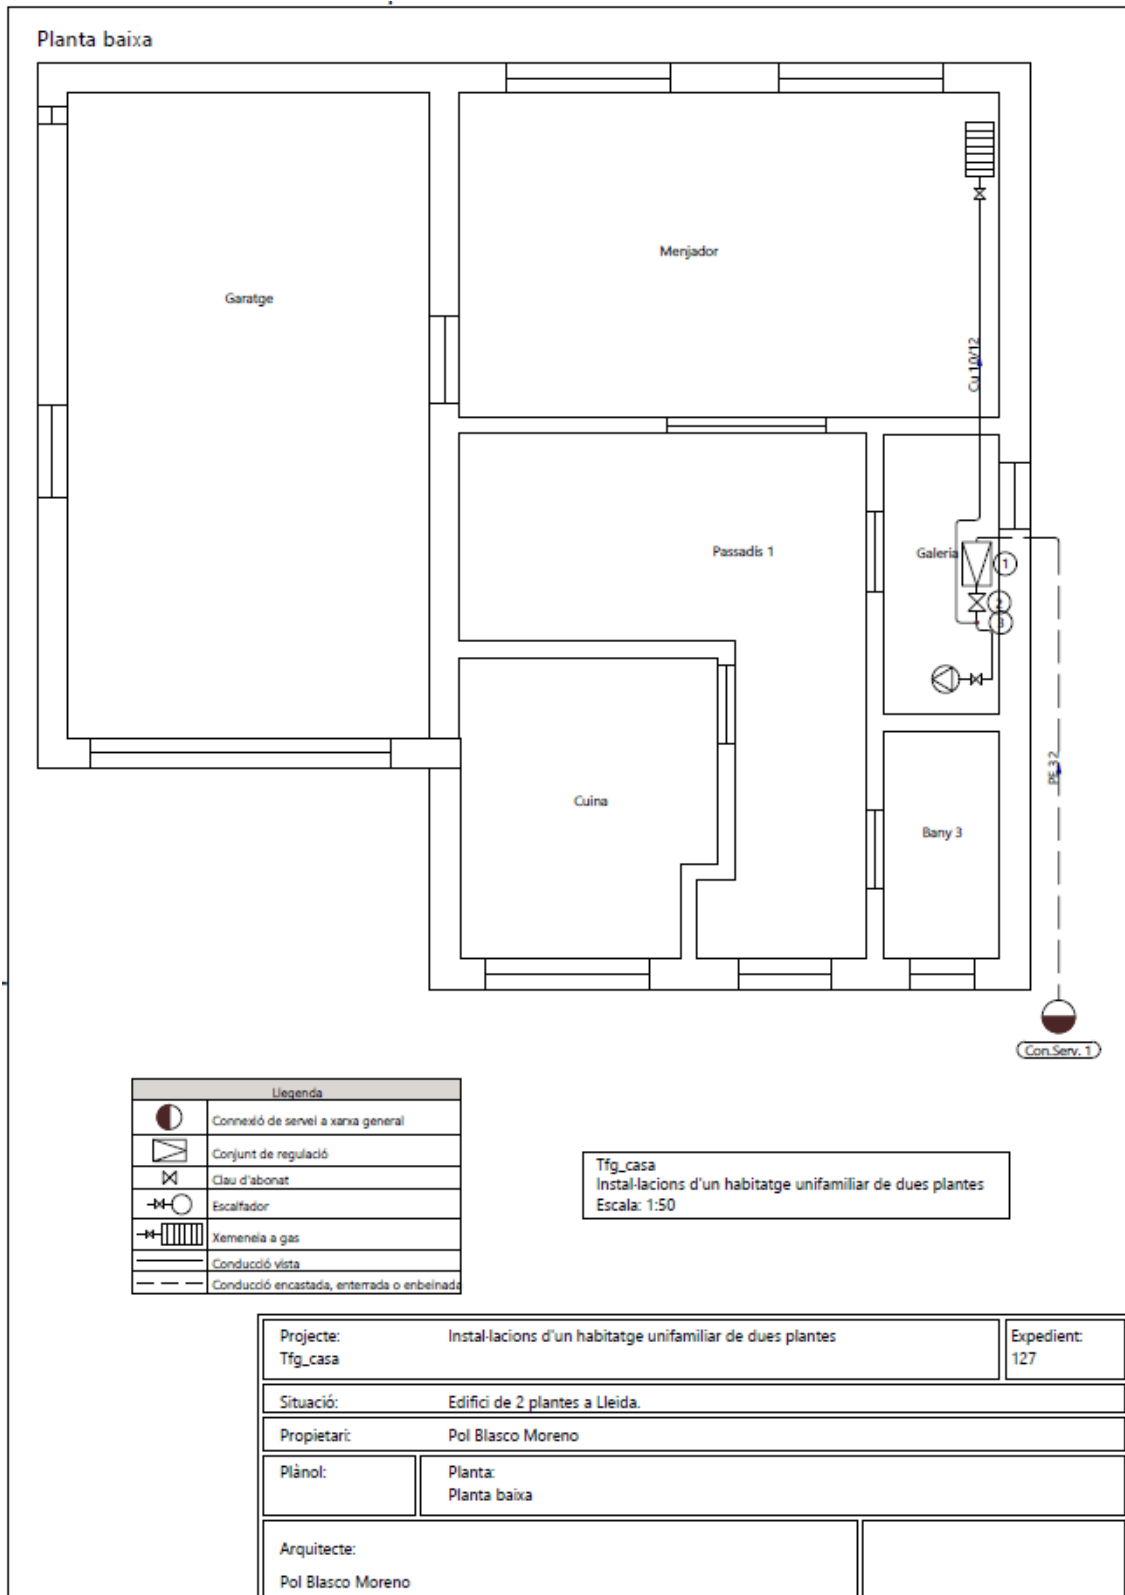 Planta baixa
Menjador
Garatge
Cu 10/12
Passadís 1
Galeria
1
2
3
PE 32
Cuina
Bany 3
Con.Serv. 1
Llegenda
Connexió de servei a xarxa general
Conjunt de regulació
Clau d'abonat
Escalfador
Xemeneia a gas
Conducció vista
Conducció encastada, enterrada o enbeinada
Tfg_casa
Instal·lacions d'un habitatge unifamiliar de dues plantes
Escala: 1:50
Projecte: Instal·lacions d'un habitatge unifamiliar de dues plantes
Tfg_casa
Expedient:
127
Situació: Edifici de 2 plantes a Lleida.
Propietari: Pol Blasco Moreno
Plànol:
Planta:
Planta baixa
Arquitecte:
Pol Blasco Moreno